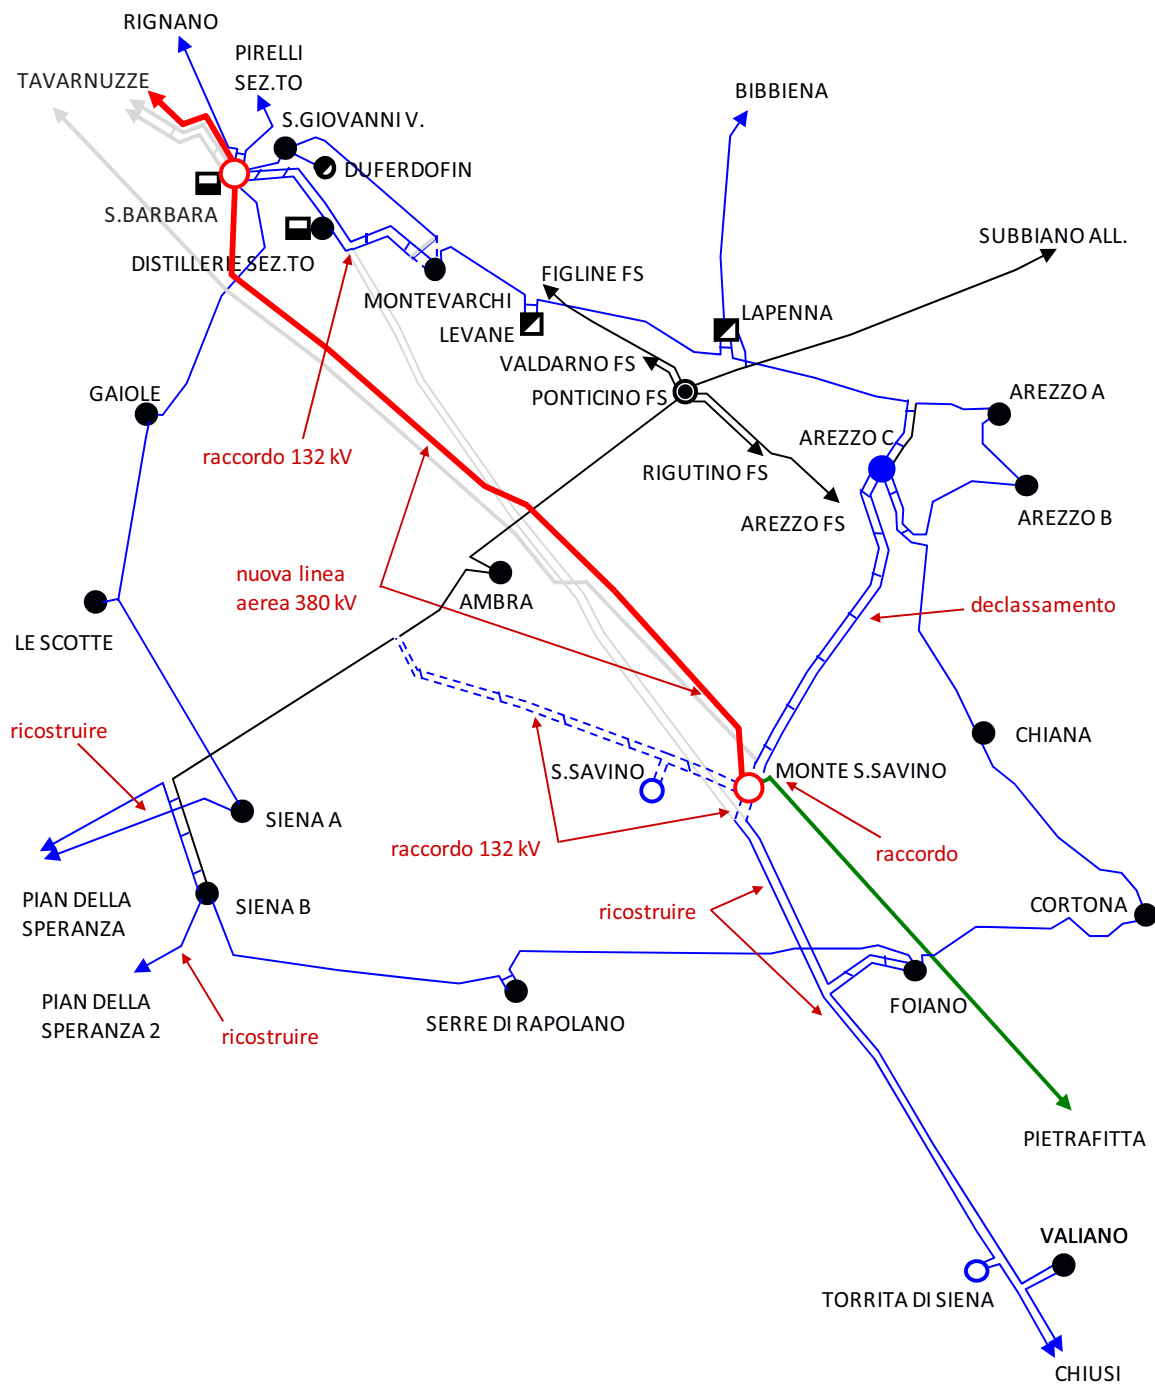 RIGNANO
PIRELLI
SEZ.TO
TAVARNUZZE
BIBBIENA
S.GIOVANNI V.
DUFERDOFIN
S.BARBARA
SUBBIANO ALL.
DISTILLERIE SEZ.TO
FIGLINE FS
MONTEVARCHI
LAPENNA
LEVANE
VALDARNO FS
GAIOLE
PONTICINO FS
AREZZO A
AREZZO C
raccordo 132 kV
RIGUTINO FS
AREZZO B
AREZZO FS
nuova linea
aerea 380 kV
AMBRA
declassamento
LE SCOTTE
ricostruire
CHIANA
S.SAVINO
MONTE S.SAVINO
SIENA A
raccordo 132 kV
raccordo
PIAN DELLA
SPERANZA
SIENA B
ricostruire
CORTONA
PIAN DELLA
SPERANZA 2
FOIANO
SERRE DI RAPOLANO
ricostruire
PIETRAFITTA
VALIANO
TORRITA DI SIENA
CHIUSI